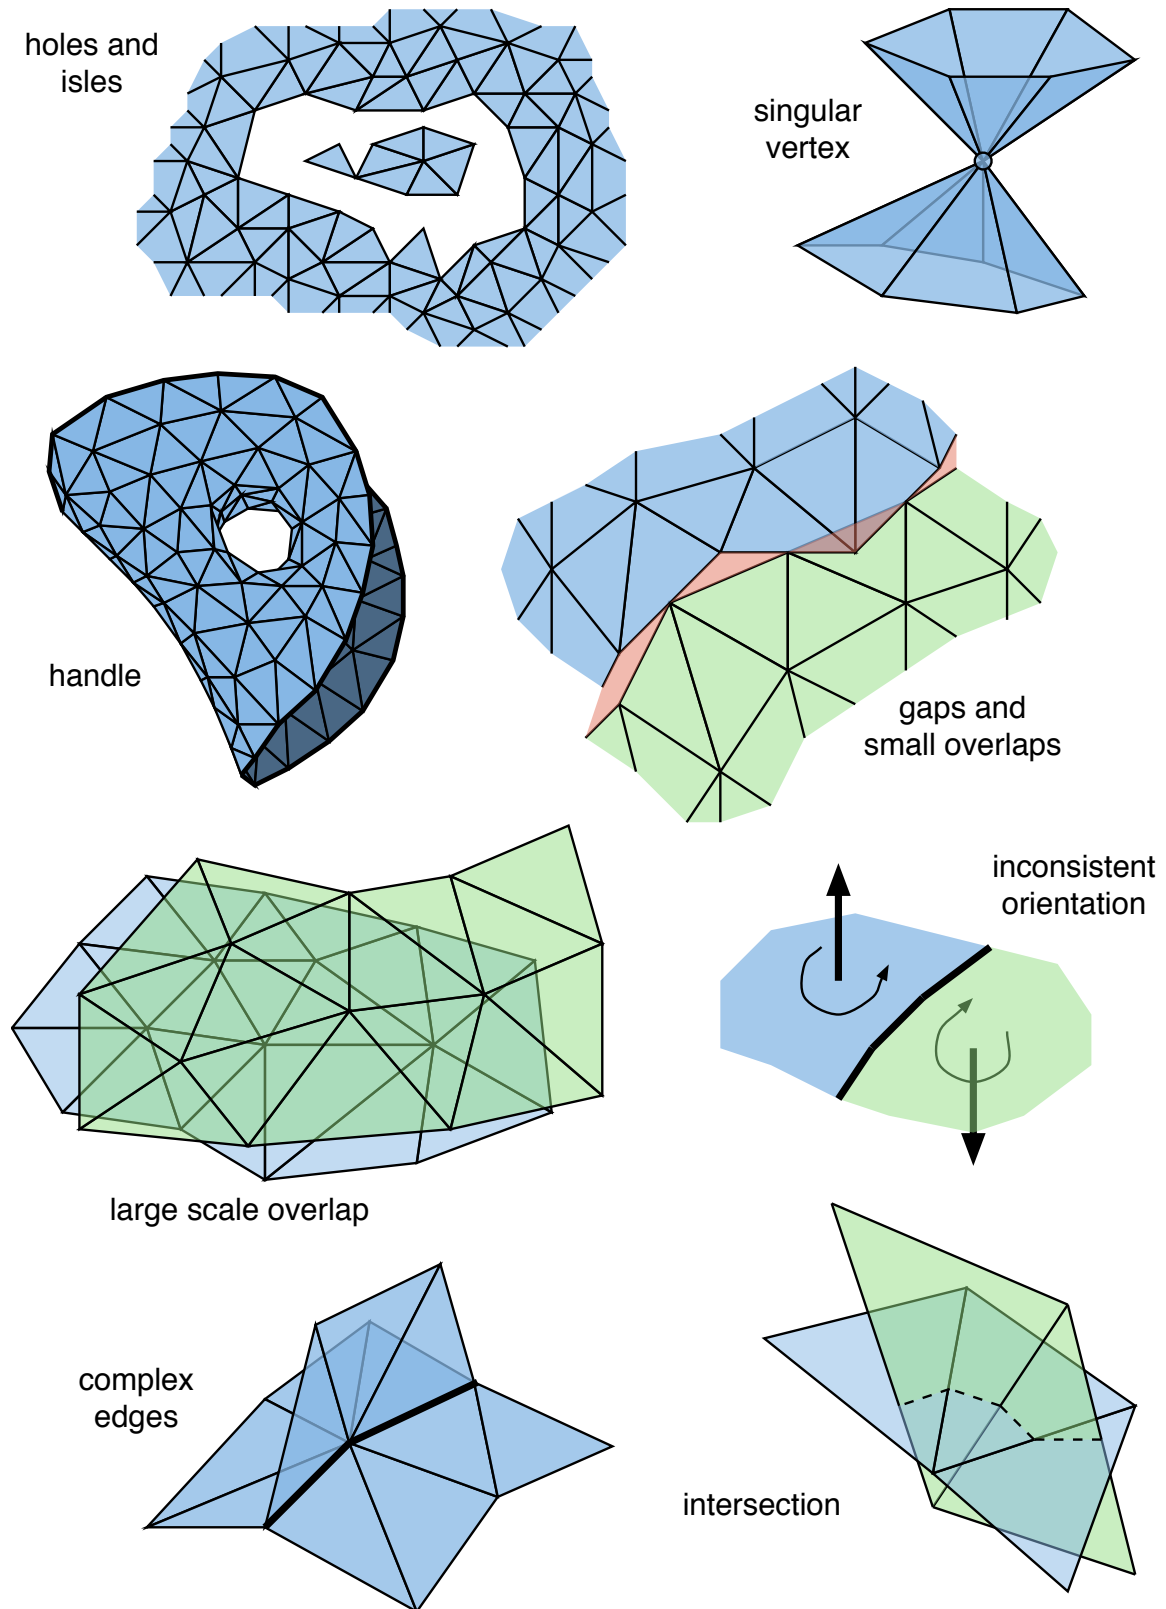 holes and
isles
singular
vertex
handle
gaps and
small overlaps
inconsistent
orientation
large scale overlap
complex
edges
intersection